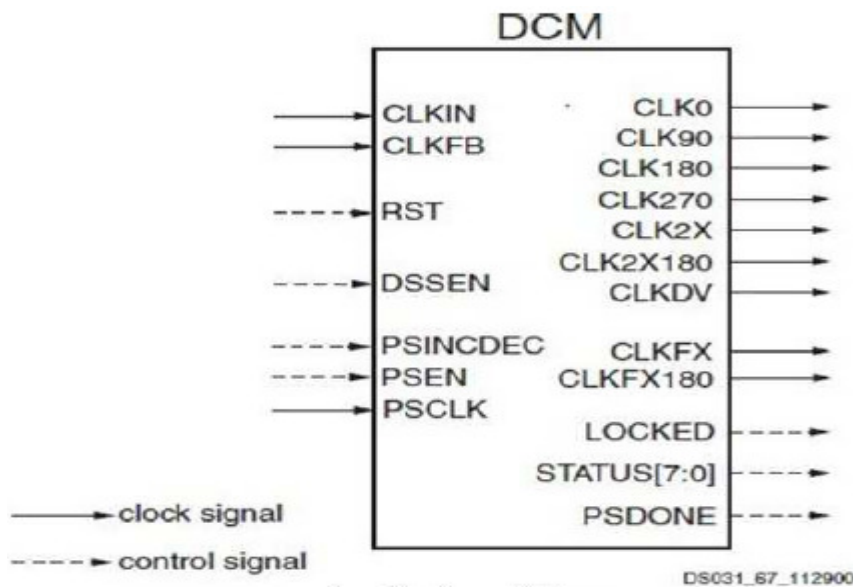 DCM
CLKIN
CLKFB
RST
DSSEN
PSINCDEC
PSEN
PSCLK
CLK0
CLK90
CLK180
CLK270
CLK2X
CLK2X180
CLKDV
CLKFX
CLKFX180
LOCKED
STATUS[7:0]
PSDONE
clock signal
control signal
DS031_67_112900